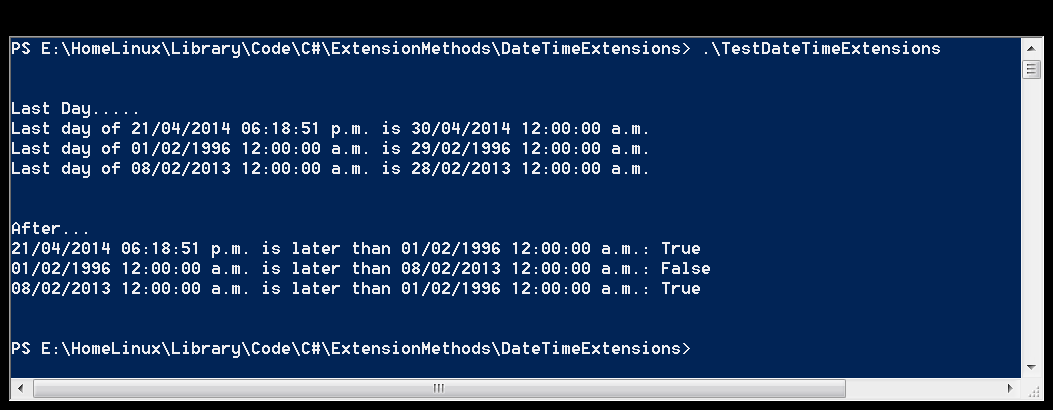 PS E:\HomeLinux\Library\Code\C#\ExtensionMethods\DateTimeExtensions> .\TestDateTimeExtensions
Last Day.....
Last day of 21/04/2014 06:18:51 p.m. is 30/04/2014 12:00:00 a.m.
Last day of 01/02/1996 12:00:00 a.m. is 29/02/1996 12:00:00 a.m.
Last day of 08/02/2013 12:00:00 a.m. is 28/02/2013 12:00:00 a.m.
After...
21/04/2014 06:18:51 p.m. is later than 01/02/1996 12:00:00 a.m.: True
01/02/1996 12:00:00 a.m. is later than 08/02/2013 12:00:00 a.m.: False
08/02/2013 12:00:00 a.m. is later than 01/02/1996 12:00:00 a.m.: True
PS E:\HomeLinux\Library\Code\C#\ExtensionMethods\DateTimeExtensions>